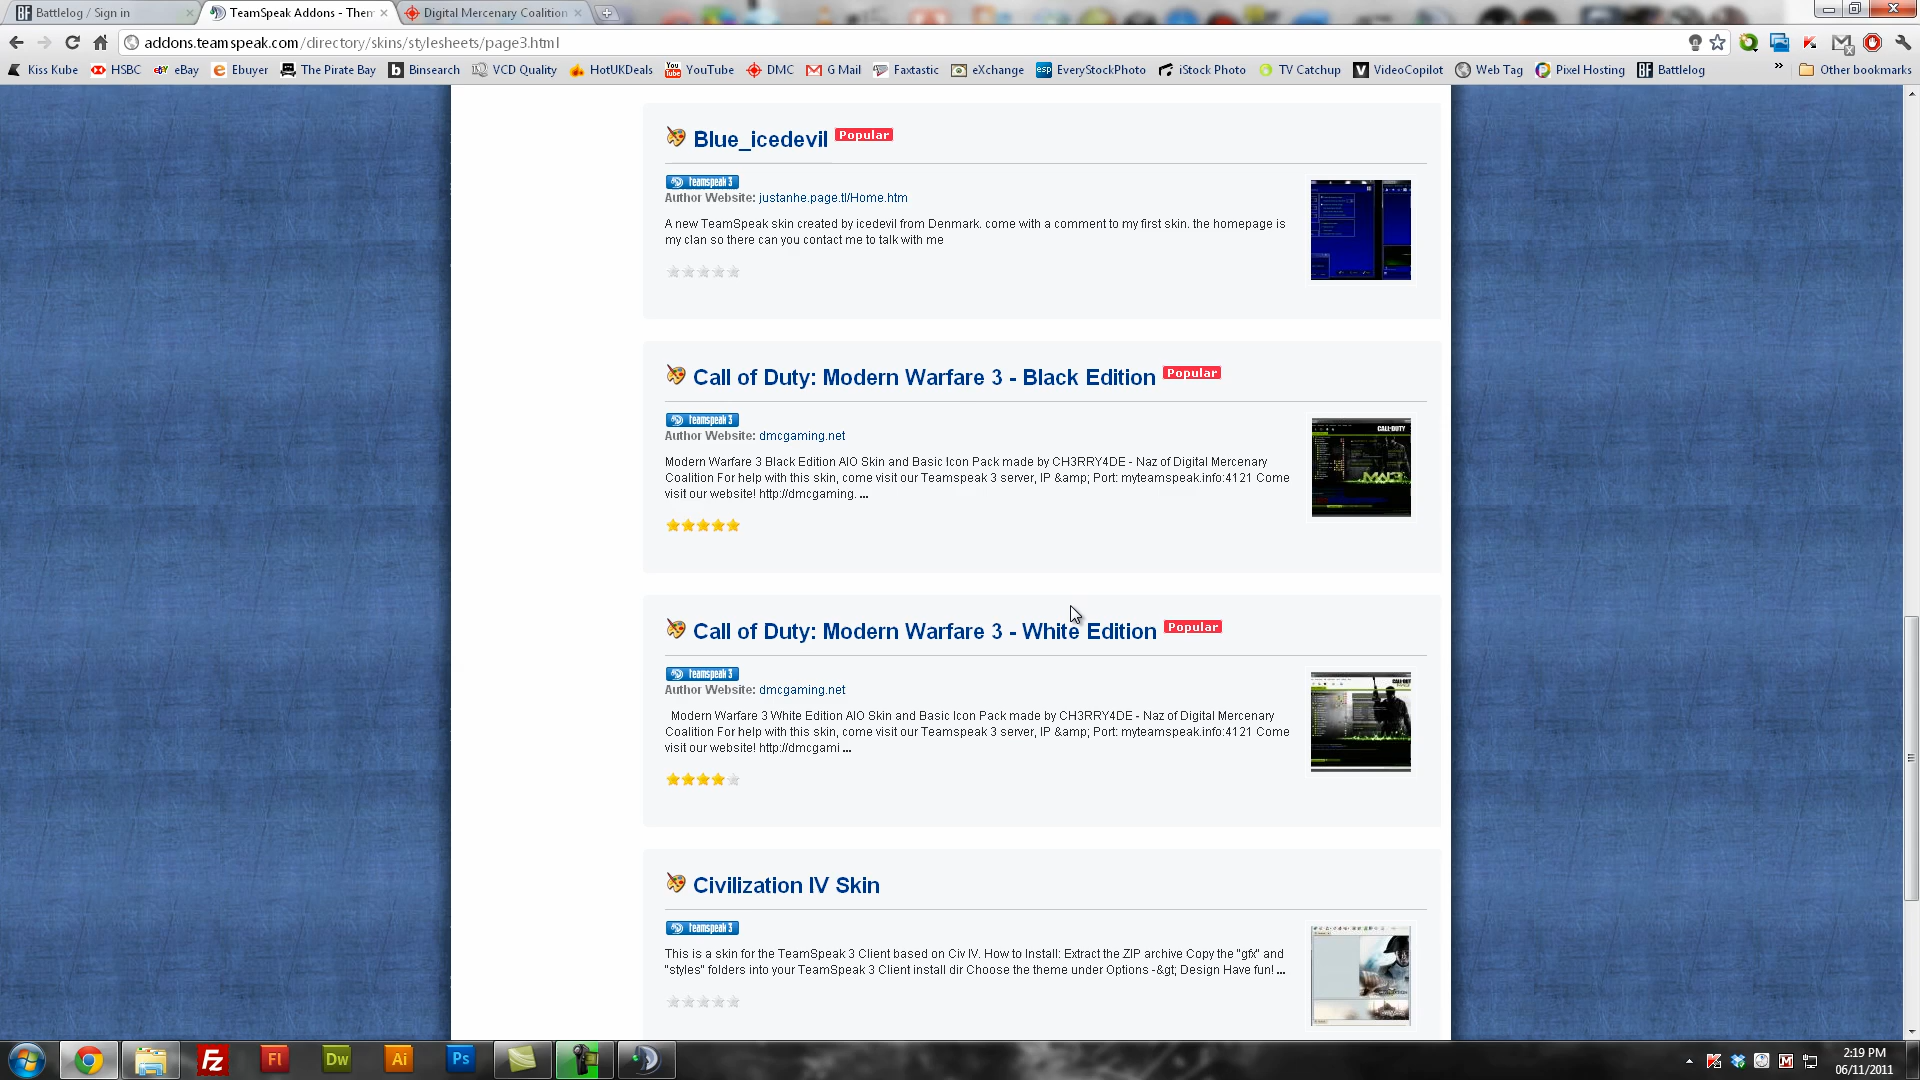 Battlelog / Sign in
TeamSpeak Addons - Them
Digital Mercenary Coalition
addons.teamspeak.com/directory/skins/stylesheets/page3.html
Kiss Kube
HSBC
eBay
Ebuyer
The Pirate Bay
Binsearch
VCD Quality
HotUKDeals
YouTube
DMC
G Mail
Faxtastic
eXchange
EveryStockPhoto
iStock Photo
TV Catchup
VideoCopilot
Web Tag
Pixel Hosting
Battlelog
»
Other bookmarks
Blue_icedevil Popular
teamspeak 3
Author Website: justanhe.page.tl/Home.htm
A new TeamSpeak skin created by icedevil from Denmark. come with a comment to my first skin. the homepage is
my clan so there can you contact me to talk with me
Call of Duty: Modern Warfare 3 - Black Edition Popular
teamspeak 3
Author Website: dmcgaming.net
Modern Warfare 3 Black Edition AIO Skin and Basic Icon Pack made by CH3RRY4DE - Naz of Digital Mercenary
Coalition For help with this skin, come visit our Teamspeak 3 server, IP &amp; Port: myteamspeak.info:4121 Come
visit our website! http://dmcgaming. ...
CALL·DUTY
MW3
Call of Duty: Modern Warfare 3 - White Edition Popular
teamspeak 3
Author Website: dmcgaming.net
Modern Warfare 3 White Edition AIO Skin and Basic Icon Pack made by CH3RRY4DE - Naz of Digital Mercenary
Coalition For help with this skin, come visit our Teamspeak 3 server, IP &amp; Port: myteamspeak.info:4121 Come
visit our website! http://dmcgami ...
Civilization IV Skin
teamspeak 3
This is a skin for the TeamSpeak 3 Client based on Civ IV. How to Install: Extract the ZIP archive Copy the "gfx" and
"styles" folders into your TeamSpeak 3 Client install dir Choose the theme under Options -&gt; Design Have fun! ...
Fz
Fl
Dw
Ai
Ps
2:19 PM
06/11/2011